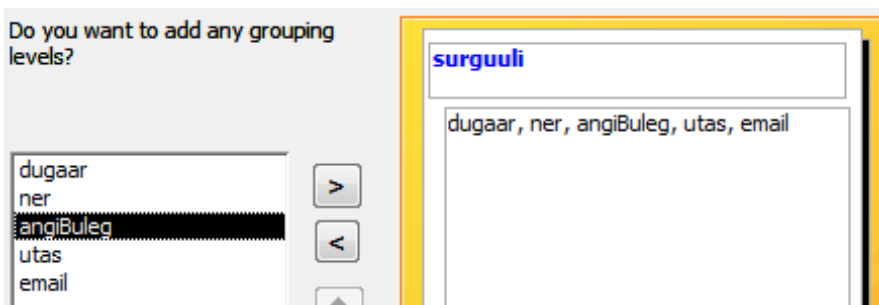 Do you want to add any grouping
levels?
dugaar
ner
angiBuleg
utas
email
>
<
surguuli
dugaar, ner, angiBuleg, utas, email